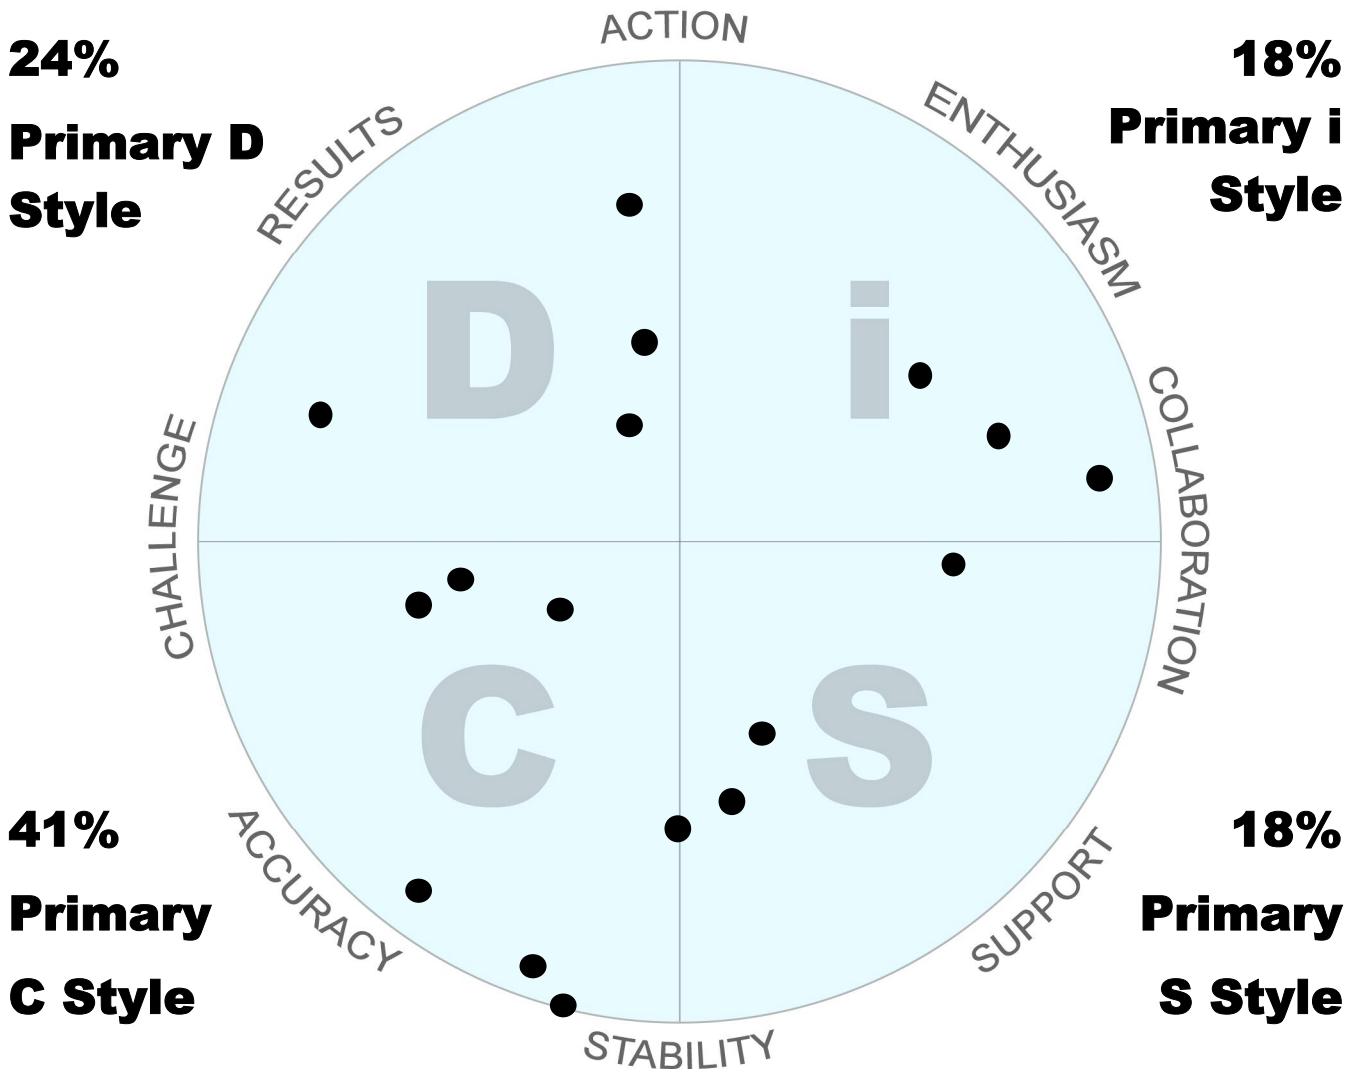 ACTION
24%
Primary D
Style
18%
Primary i
Style
RESULTS
ENTHUSIASM
D
i
CHALLENGE
COLLABORATION
C
S
41%
Primary
C Style
18%
Primary
S Style
ACCURACY
SUPPORT
STABILITY